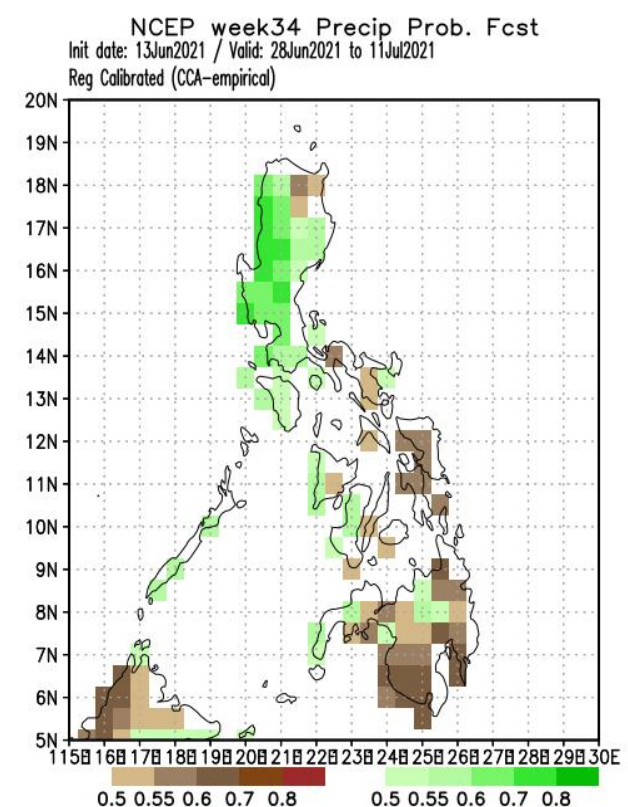 NCEP week34 Precip Prob. Fcst
Init date: 13Jun2021 / Valid: 28Jun2021 to 11Jul2021
Reg Calibrated (CCA-empirical)
20N
19N
18N
17N
16N
15N
14N
13N
12N
11N
10N
9N
8N
7N
6N
5N
115E 116E 117E 118E 119E 120E 121E 122E 123E 124E 125E 126E 127E 128E 129E 130E
0.5 0.55 0.6 0.7 0.8 0.5 0.55 0.6 0.7 0.8